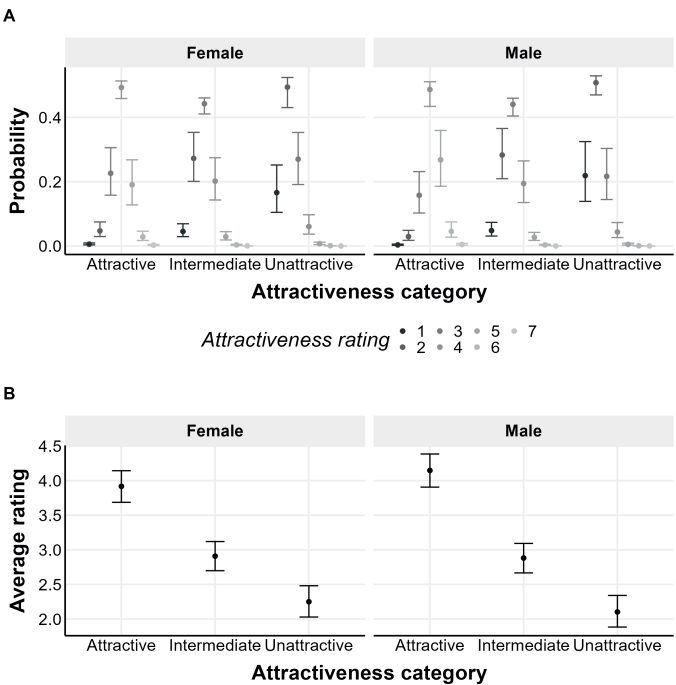 A
Female Male
Probability
0.4
0.2
0.0
Attractive Intermediate Unattractive Attractive Intermediate Unattractive
Attractiveness category
Attractiveness rating 1 3 5 7
2 4 6
B
Female Male
Average rating
4.5
4.0
3.5
3.0
2.5
2.0
Attractive Intermediate Unattractive Attractive Intermediate Unattractive
Attractiveness category